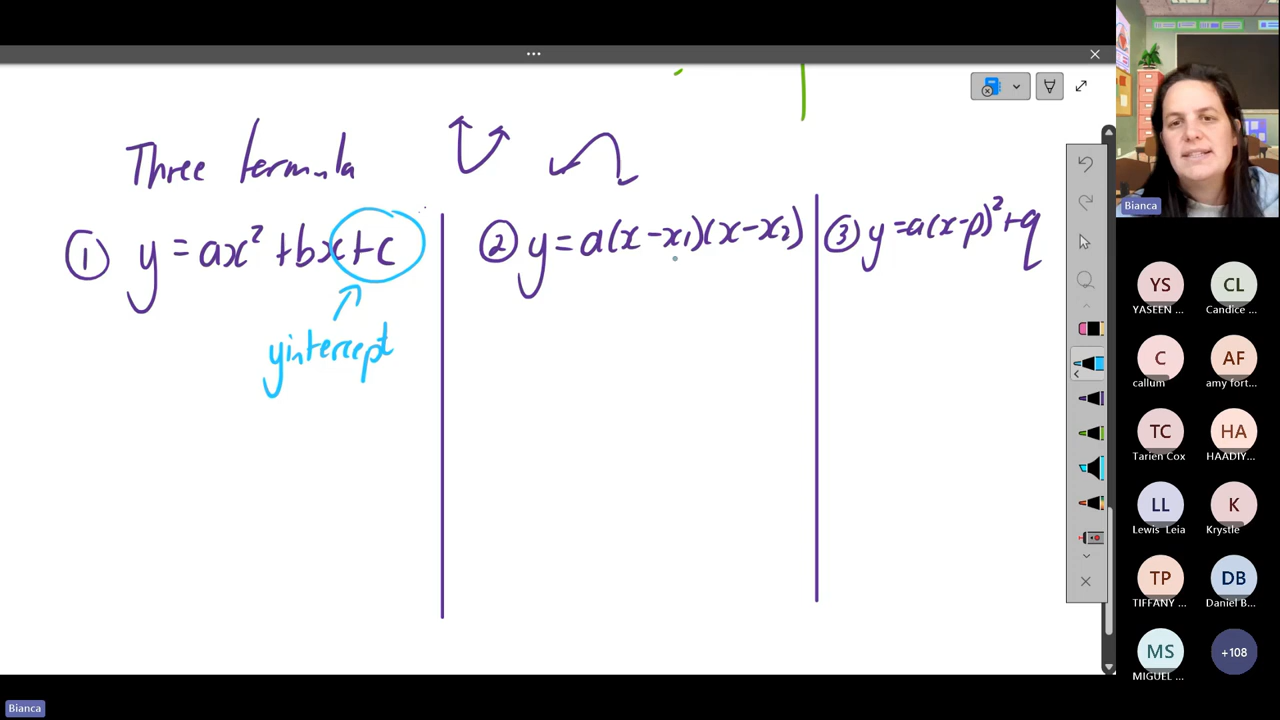 Three formula
① y = ax² + bx + c
y intercept
② y = a(x - x₁)(x - x₂)
③ y = a(x - p)² + q
Bianca
YS
CL
YASEEN ...
Candice ...
C
AF
callum
amy fort...
TC
HA
Tarien Cox
HAADIY...
LL
K
Lewis Leia
Krystle
TP
DB
TIFFANY ...
Daniel B...
MS
+108
MIGUEL ...
Bianca